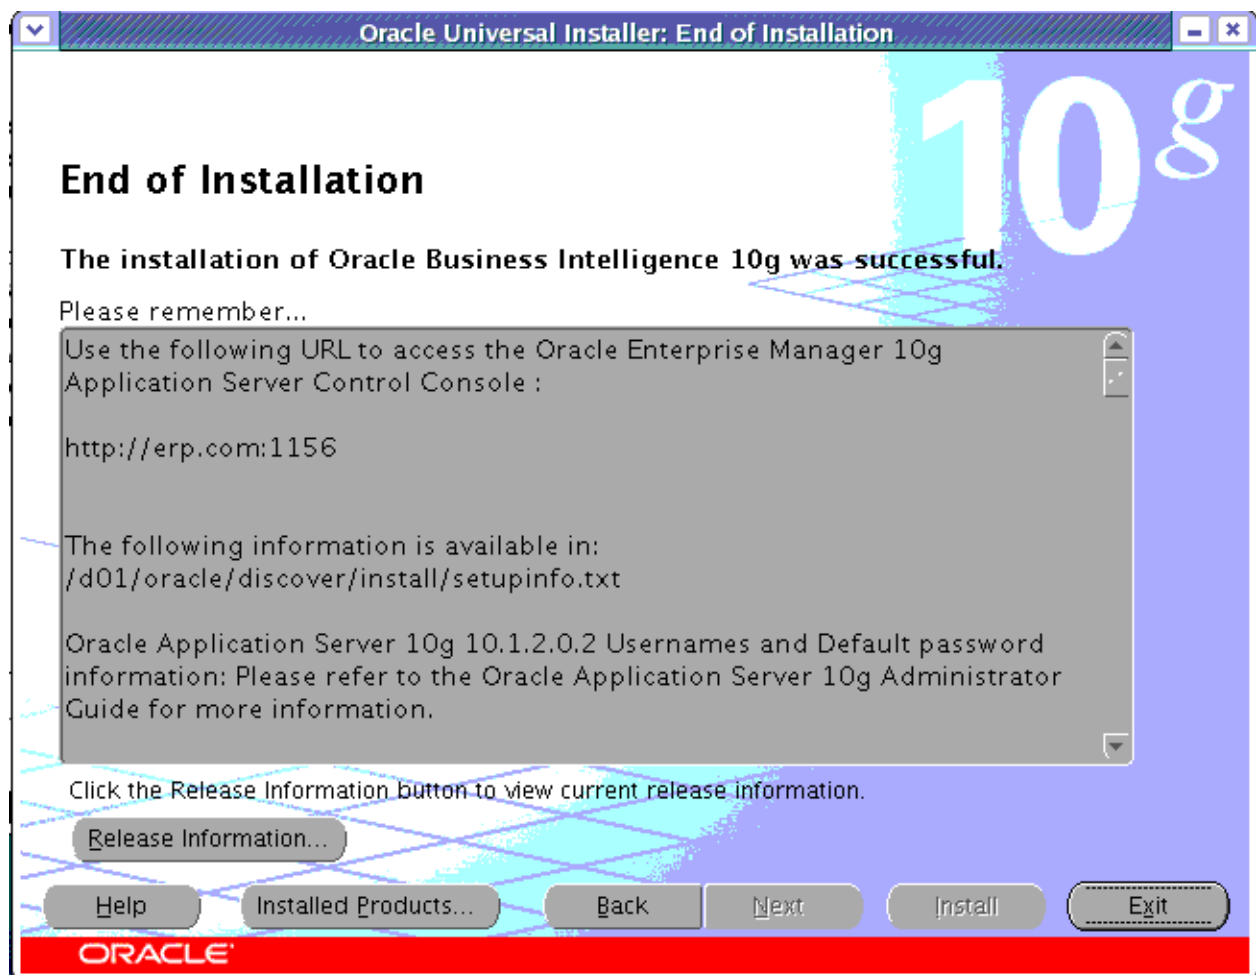 Oracle Universal Installer: End of Installation
10g
End of Installation
The installation of Oracle Business Intelligence 10g was successful.
Please remember...
Use the following URL to access the Oracle Enterprise Manager 10g
Application Server Control Console :
http://erp.com:1156
The following information is available in:
/d01/oracle/discover/install/setupinfo.txt
Oracle Application Server 10g 10.1.2.0.2 Usernames and Default password
information: Please refer to the Oracle Application Server 10g Administrator
Guide for more information.
Click the Release Information button to view current release information.
Release Information...
Help Installed Products... Back Next Install Exit
ORACLE